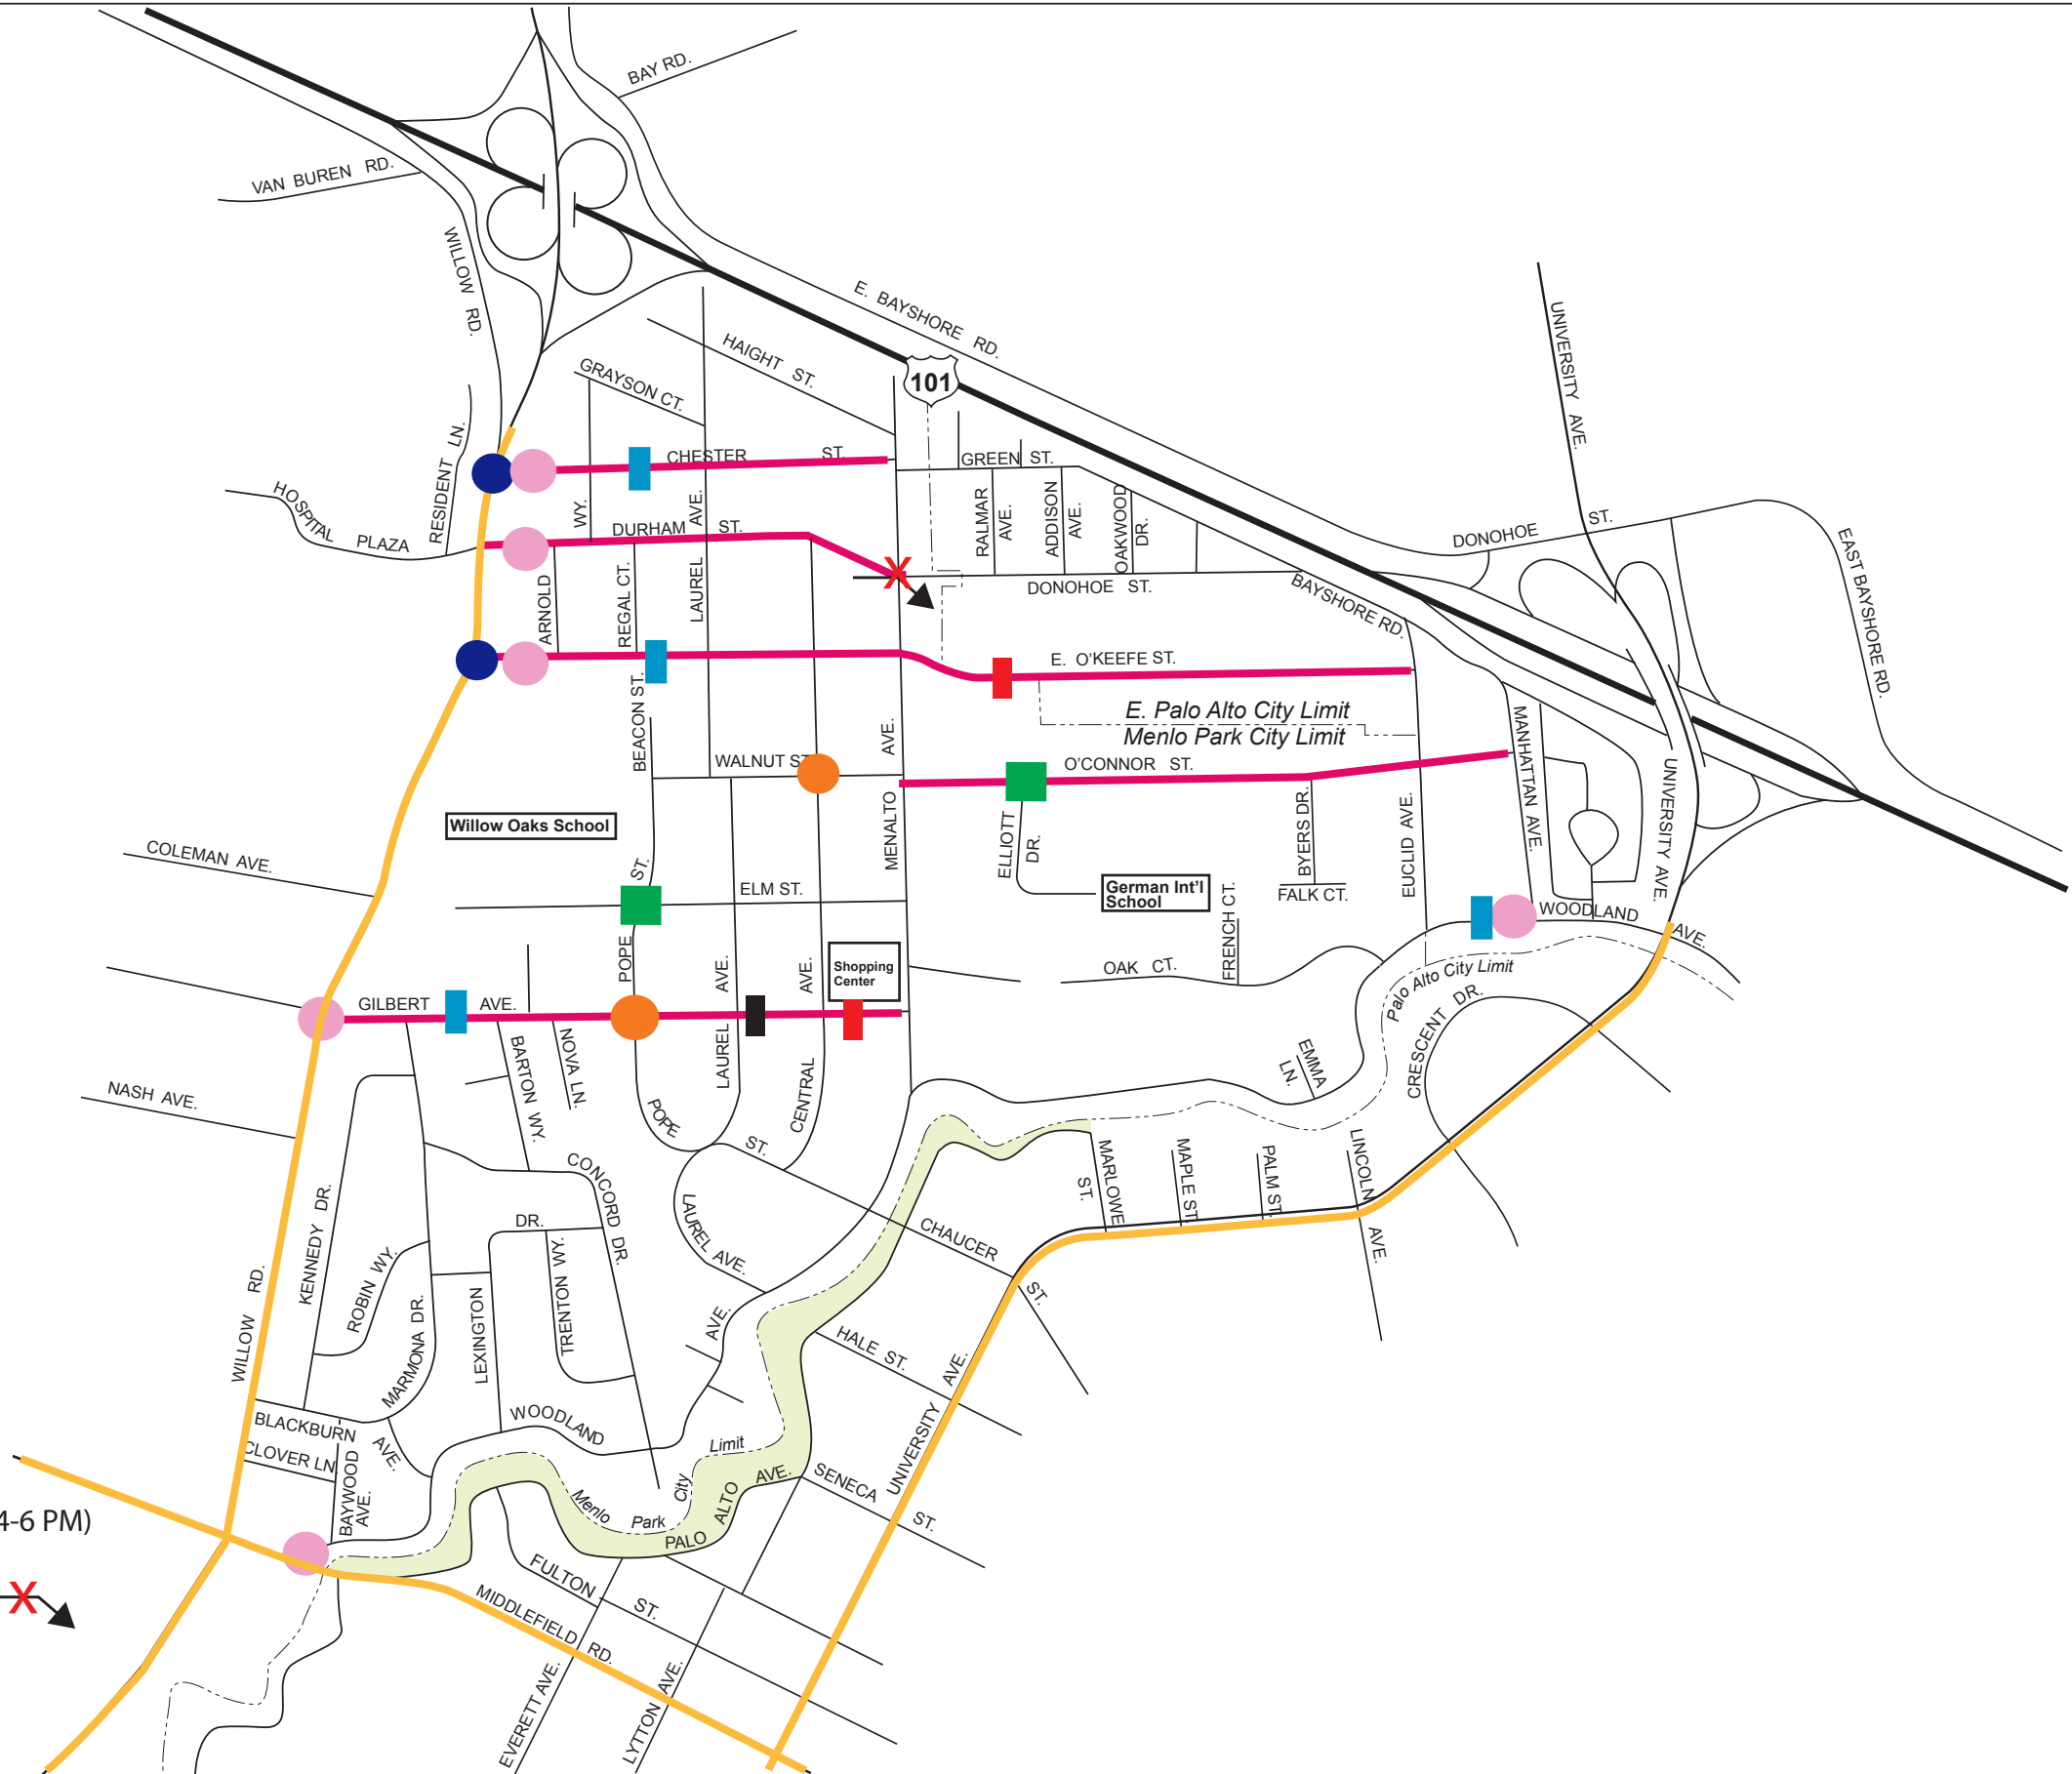 BAY RD.
VAN BUREN RD.
WILLOW RD.
E. BAYSHORE RD.
101
UNIVERSITY AVE.
HAIGHT ST.
GRAYSON CT.
RESIDENT LN.
HOSPITAL PLAZA
CHESTER ST.
GREEN ST.
WY.
AVE.
DURHAM ST.
RALMAR AVE.
ADDISON AVE.
OAKWOOD DR.
DONOHOE ST.
EAST BAYSHORE RD.
ARNOLD
REGAL CT.
LAUREL
DONOHOE ST.
BAYSHORE RD.
E. O'KEEFE ST.
BEACON ST.
AVE.
E. Palo Alto City Limit
Menlo Park City Limit
WALNUT ST
O'CONNOR ST.
MANHATTAN AVE.
UNIVERSITY AVE.
Willow Oaks School
MENALTO
ELLIOTT DR.
BYERS DR.
EUCLID AVE.
COLEMAN AVE.
ST.
ELM ST.
German Int'l
School
FALK CT.
FRENCH CT.
WOODLAND AVE.
POPE
AVE.
AVE.
Shopping
Center
OAK CT.
Palo Alto City Limit
GILBERT AVE.
CRESCENT DR.
BARTON WY.
NOVA LN.
LAUREL
CENTRAL
EMMA LN.
NASH AVE.
POPE ST.
CONCORD DR.
MARLOWE ST.
MAPLE ST.
PALM ST.
LINCOLN AVE.
KENNEDY DR.
DR.
LAUREL AVE.
CHAUCER ST.
ROBIN WY.
TRENTON WY.
WILLOW RD.
MARMONA DR.
LEXINGTON
AVE.
HALE ST.
UNIVERSITY AVE.
BLACKBURN AVE.
WOODLAND
CLOVER LN.
BAYWOOD AVE.
Menlo Park City Limit
PALO ALTO AVE.
SENECA ST.
4-6 PM)
X
X
FULTON ST.
MIDDLEFIELD RD.
EVERETT AVE.
LYTTON AVE.